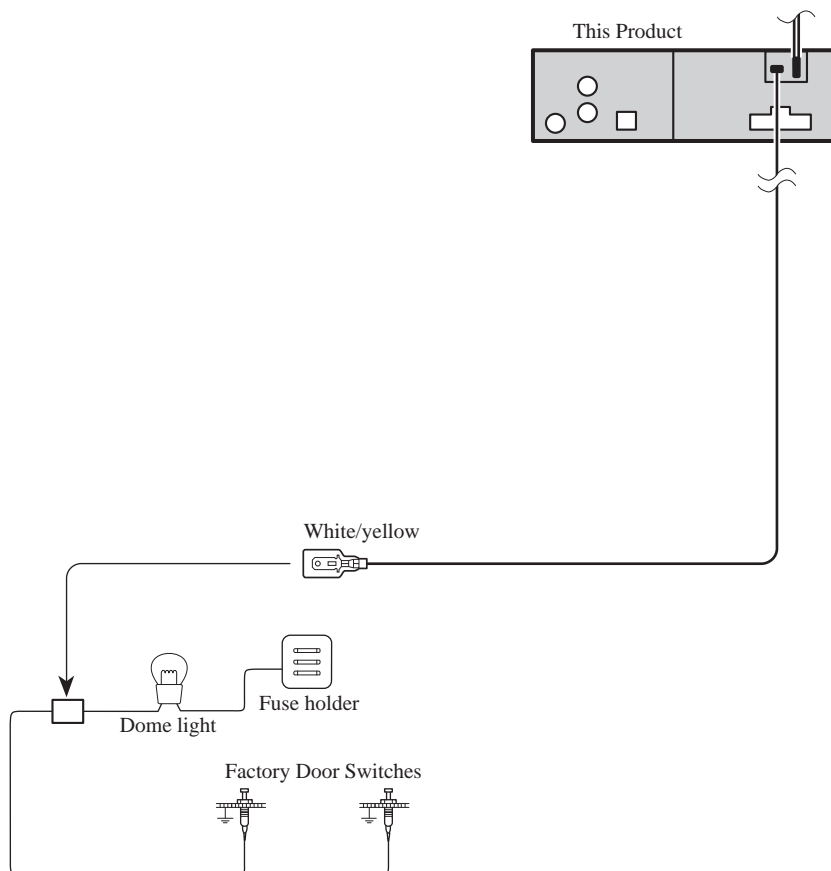 This Product
White/yellow
Fuse holder
Dome light
Factory Door Switches